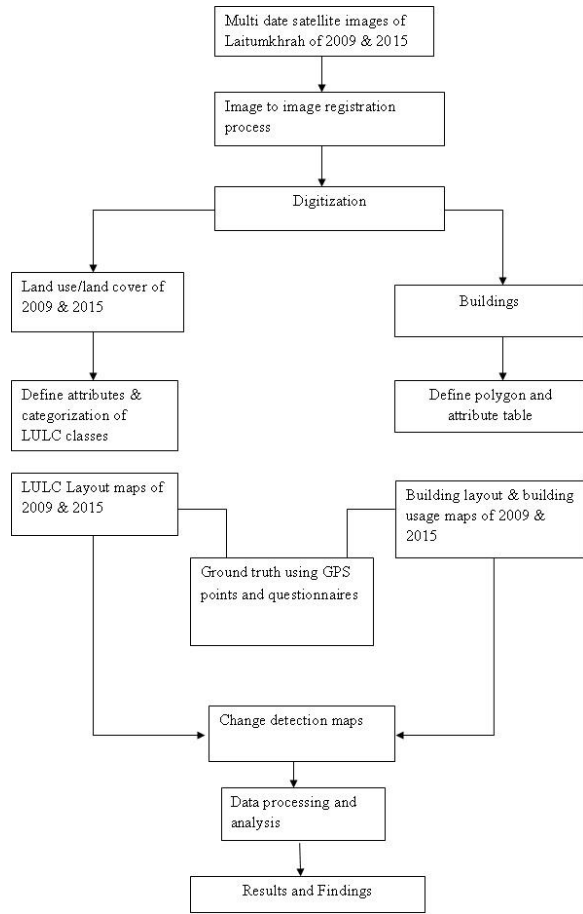 Multi date satellite images of
Laitumkhrah of 2009 & 2015
Image to image registration
process
Digitization
Land use/land cover of
2009 & 2015
Buildings
Define attributes &
categorization of
LULC classes
Define polygon and
attribute table
LULC Layout maps of
2009 & 2015
Building layout & building
usage maps of 2009 &
2015
Ground truth using GPS
points and questionnaires
Change detection maps
Data processing and
analysis
Results and Findings